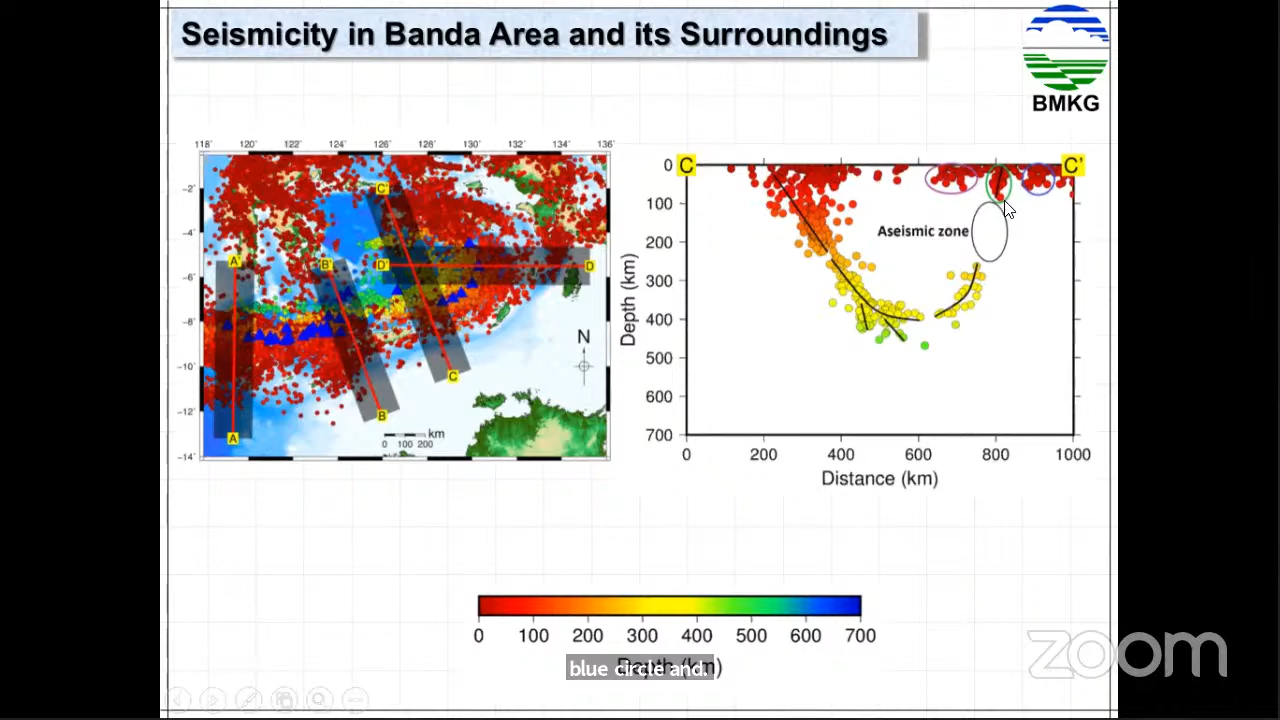 Seismicity in Banda Area and its Surroundings
BMKG
118° 120° 122° 124° 126° 128° 130° 132° 134° 136°
-2°
-4°
-6°
-8°
-10°
-12°
-14°
C'
A'
B'
D'
D
C
B
A
N
km
0 100 200
C
C'
0
100
200
300
400
500
600
700
Depth (km)
Aseismic zone
0 200 400 600 800 1000
Distance (km)
0 100 200 300 400 500 600 700
Depth (km)
blue circle and.
zoom